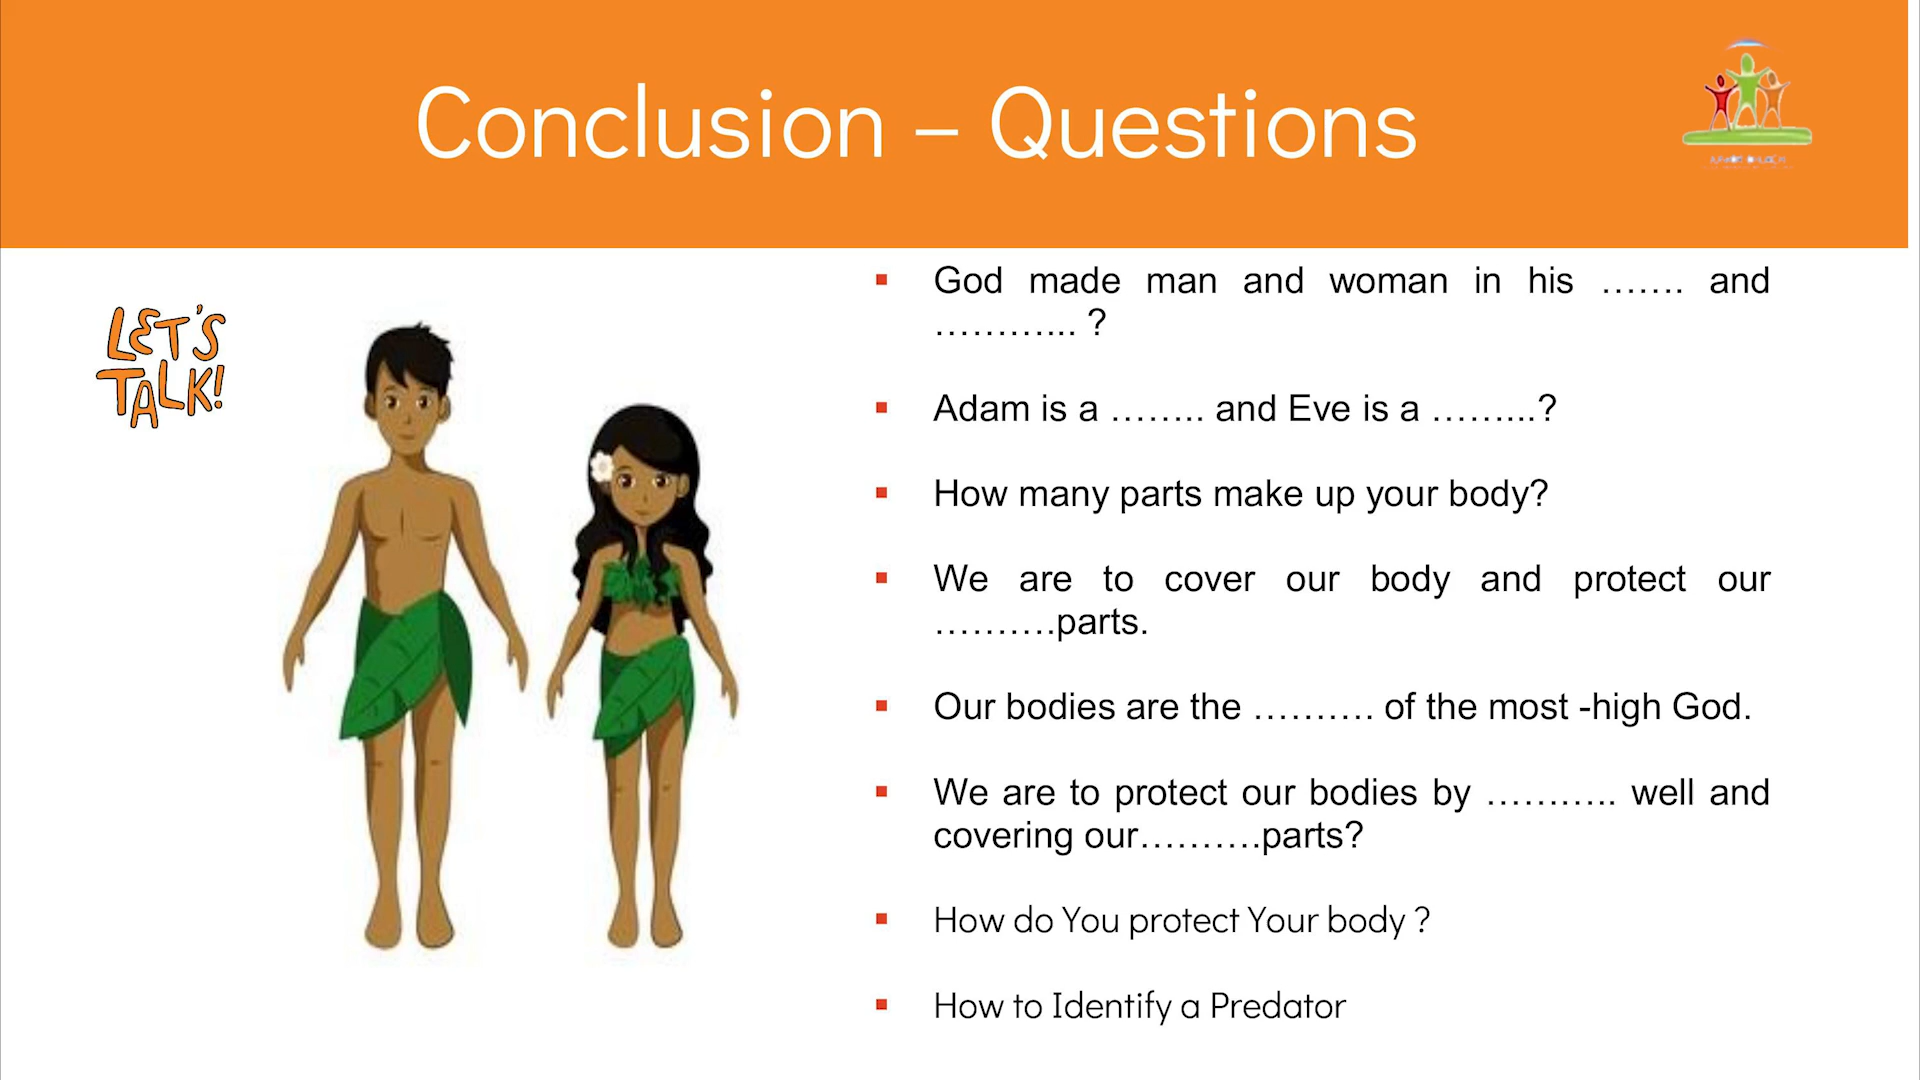 Conclusion – Questions
LET'S
TALK!
▪ God made man and woman in his ……. and
………... ?
▪ Adam is a …….. and Eve is a ……...?
▪ How many parts make up your body?
▪ We are to cover our body and protect our
……….parts.
▪ Our bodies are the ………. of the most -high God.
▪ We are to protect our bodies by ……….. well and
covering our……….parts?
▪ How do You protect Your body ?
▪ How to Identify a Predator